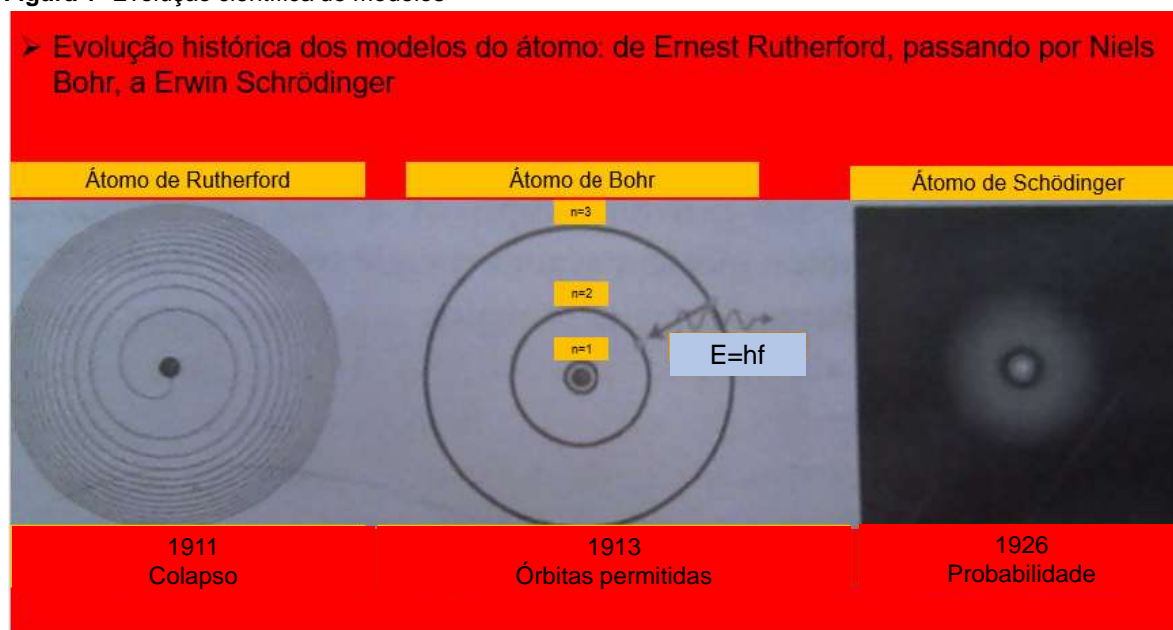 ➢ Evolução histórica dos modelos do átomo: de Ernest Rutherford, passando por Niels
Bohr, a Erwin Schrödinger
Átomo de Rutherford
Átomo de Bohr
Átomo de Schödinger
n=3
n=2
n=1
E=hf
1911
Colapso
1913
Órbitas permitidas
1926
Probabilidade